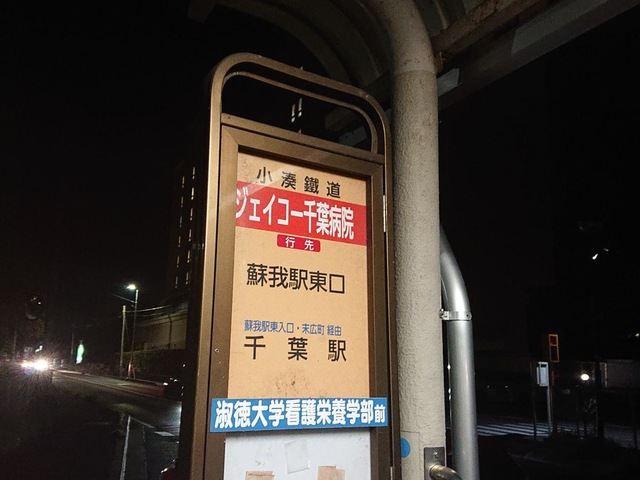 小湊鐵道
ジェイコー千葉病院
行先
蘇我駅東口
蘇我駅東入口・末広町 経由
千葉駅
淑徳大学看護栄養学部前